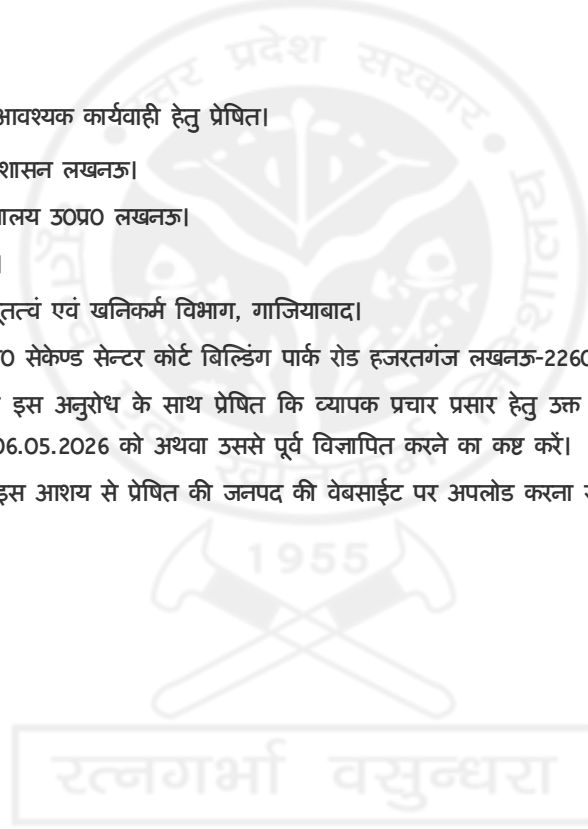 उत्तर प्रदेश सरकार
आवश्यक कार्यवाही हेतु प्रेषित।
शासन लखनऊ।
ालय उ0प्र0 लखनऊ।
।
ूतत्वं एवं खनिकर्म विभाग, गाजियाबाद।
0 सेकेण्ड सेन्टर कोर्ट बिल्डिंग पार्क रोड हजरतगंज लखनऊ-2260
इस अनुरोध के साथ प्रेषित कि व्यापक प्रचार प्रसार हेतु उक्त
06.05.2026 को अथवा उससे पूर्व विज्ञापित करने का कष्ट करें।
इस आशय से प्रेषित की जनपद की वेबसाईट पर अपलोड करना
1955
रत्नगर्भा वसुन्धरा